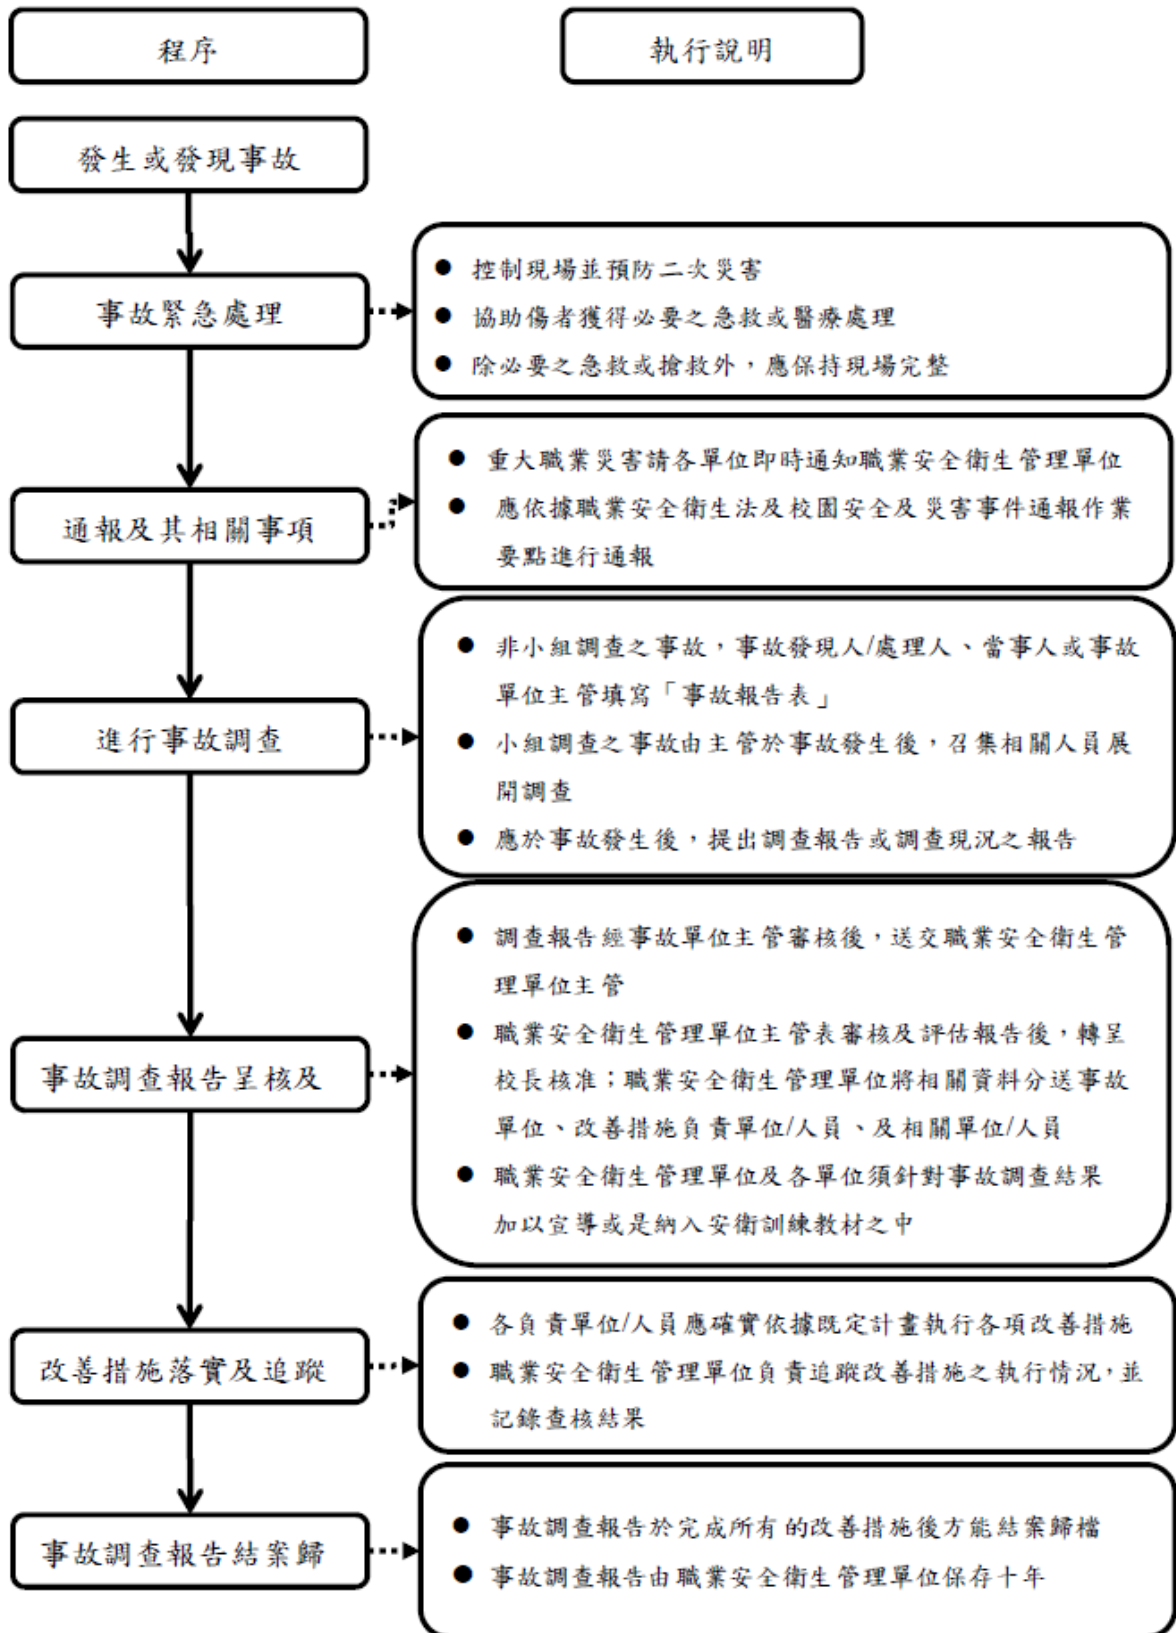 程序
執行說明
發生或發現事故
事故緊急處理
● 控制現場並預防二次災害
● 協助傷者獲得必要之急救或醫療處理
● 除必要之急救或搶救外，應保持現場完整
通報及其相關事項
● 重大職業災害請各單位即時通知職業安全衛生管理單位
● 應依據職業安全衛生法及校園安全及災害事件通報作業
要點進行通報
進行事故調查
● 非小組調查之事故，事故發現人/處理人、當事人或事故
單位主管填寫「事故報告表」
● 小組調查之事故由主管於事故發生後，召集相關人員展
開調查
● 應於事故發生後，提出調查報告或調查現況之報告
事故調查報告呈核及
● 調查報告經事故單位主管審核後，送交職業安全衛生管
理單位主管
● 職業安全衛生管理單位主管表審核及評估報告後，轉呈
校長核准；職業安全衛生管理單位將相關資料分送事故
單位、改善措施負責單位/人員、及相關單位/人員
● 職業安全衛生管理單位及各單位須針對事故調查結果
加以宣導或是納入安衛訓練教材之中
改善措施落實及追蹤
● 各負責單位/人員應確實依據既定計畫執行各項改善措施
● 職業安全衛生管理單位負責追蹤改善措施之執行情況，並
記錄查核結果
事故調查報告結案歸
● 事故調查報告於完成所有的改善措施後方能結案歸檔
● 事故調查報告由職業安全衛生管理單位保存十年